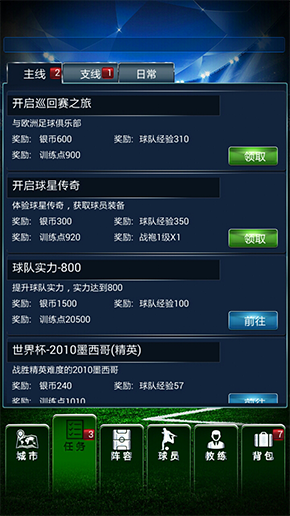 主线 2 支线 1 日常
开启巡回赛之旅
与欧洲足球俱乐部
奖励: 银币600 奖励: 球队经验310
奖励: 训练点900 领取
开启球星传奇
体验球星传奇，获取球员装备
奖励: 银币300 奖励: 球队经验350
奖励: 训练点920 奖励: 战袍1级X1 领取
球队实力-800
提升球队实力，实力达到800
奖励: 银币1500 奖励: 球队经验100
奖励: 训练点20500 前往
世界杯-2010墨西哥(精英)
战胜精英难度的2010墨西哥
奖励: 银币240 奖励: 球队经验57
奖励: 训练点1010 前往
3 7
城市 任务 阵容 球员 教练 背包